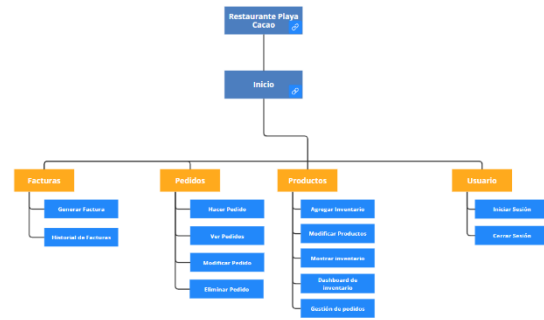 Restaurante Playa
Cacao
Inicio
Facturas
Pedidos
Productos
Usuario
Generar Factura
Historial de Facturas
Hacer Pedido
Ver Pedidos
Modificar Pedido
Eliminar Pedido
Agregar Inventario
Modificar Productos
Mostrar inventario
Dashboard de
inventario
Gestión de pedidos
Iniciar Sesión
Cerrar Sesión